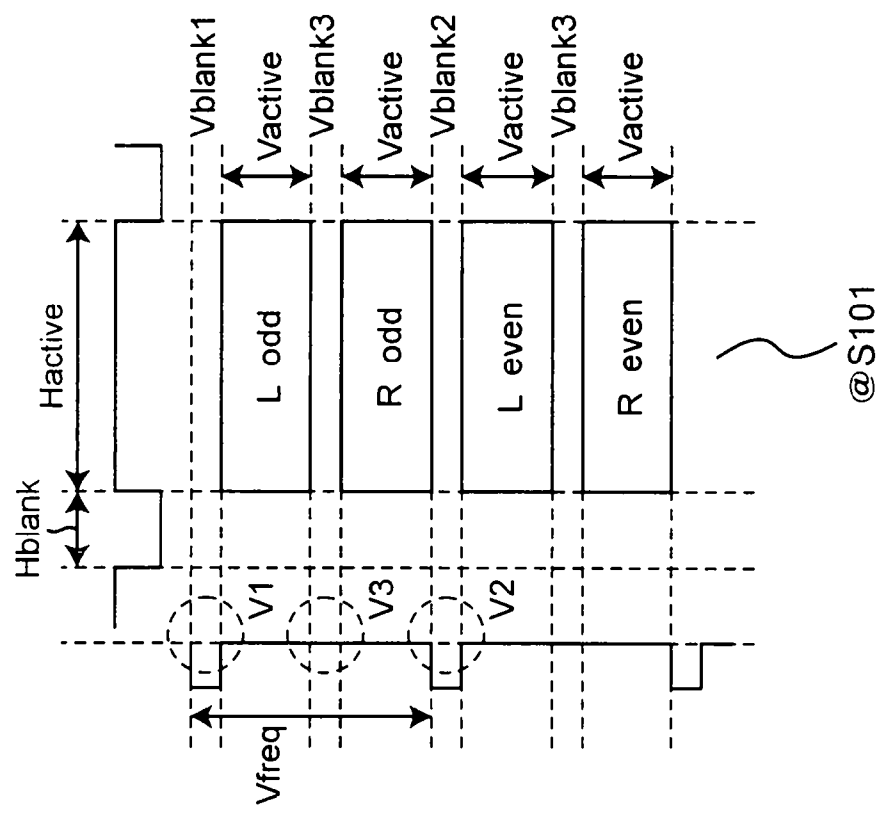 Hblank
Hactive
Vblank1
Vactive
Vblank3
Vactive
Vblank2
Vactive
Vblank3
Vactive
L odd
R odd
L even
R even
V1
V3
V2
Vfreq
@S101